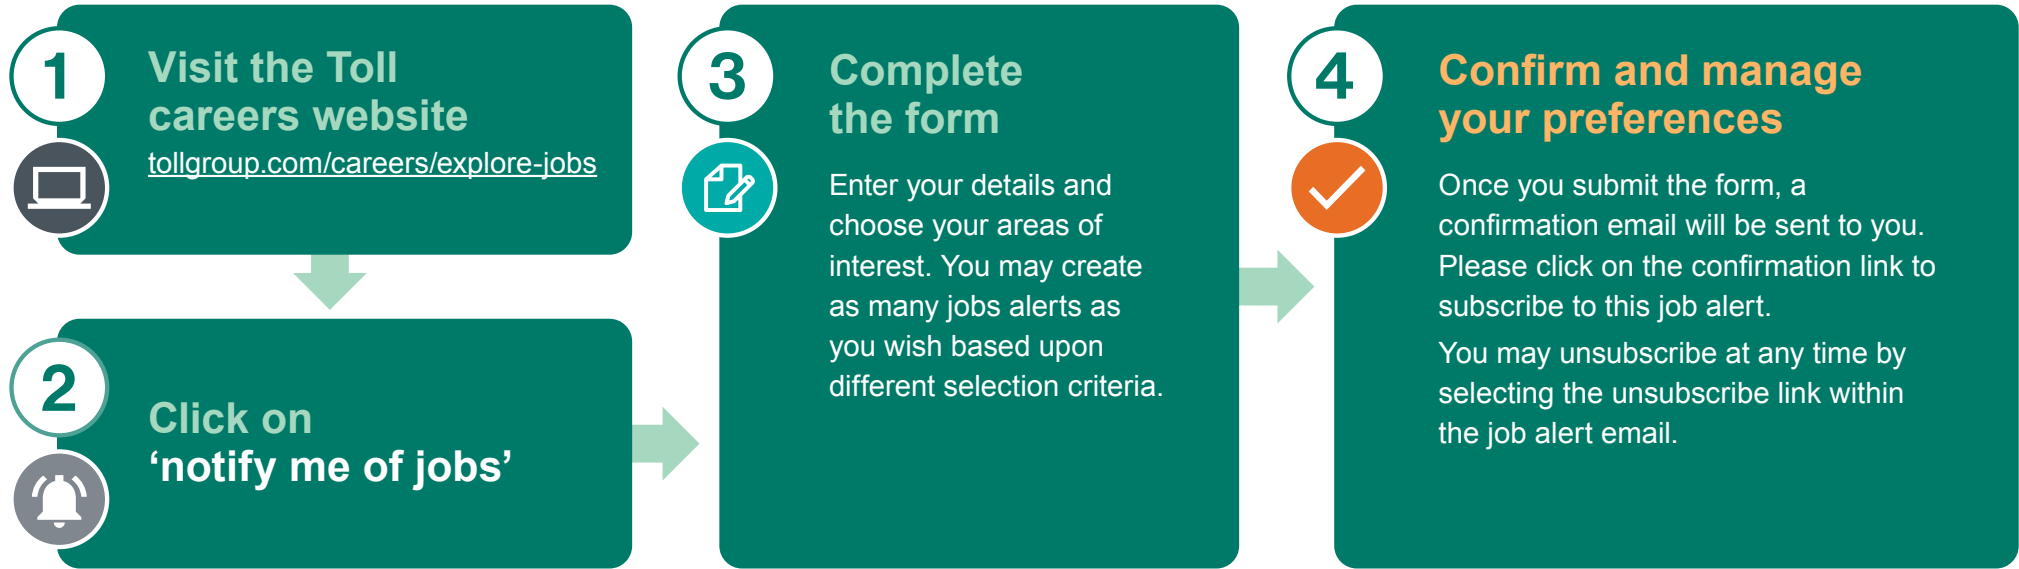 1
Visit the Toll
careers website
tollgroup.com/careers/explore-jobs
2
Click on
‘notify me of jobs’
3
Complete
the form
Enter your details and
choose your areas of
interest. You may create
as many jobs alerts as
you wish based upon
different selection criteria.
4
Confirm and manage
your preferences
Once you submit the form, a
confirmation email will be sent to you.
Please click on the confirmation link to
subscribe to this job alert.
You may unsubscribe at any time by
selecting the unsubscribe link within
the job alert email.